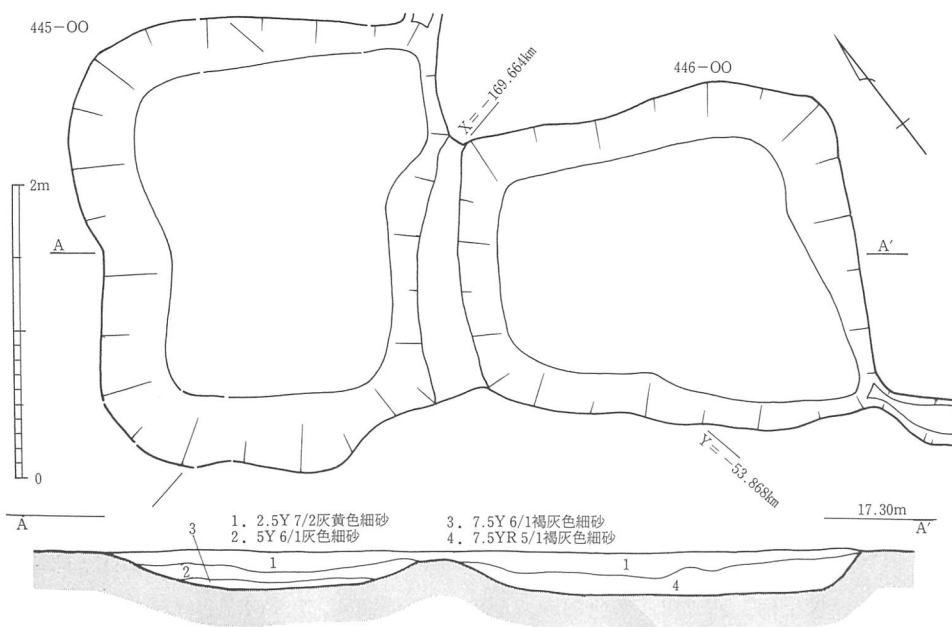 445-OO
X=-169.664km
446-OO
2m
A
A′
0
Y=-53.868km
A
1. 2.5Y 7/2灰黄色細砂
2. 5Y 6/1灰色細砂
3. 7.5Y 6/1褐灰色細砂
4. 7.5YR 5/1褐灰色細砂
17.30m
A′
3
1
2
1
4